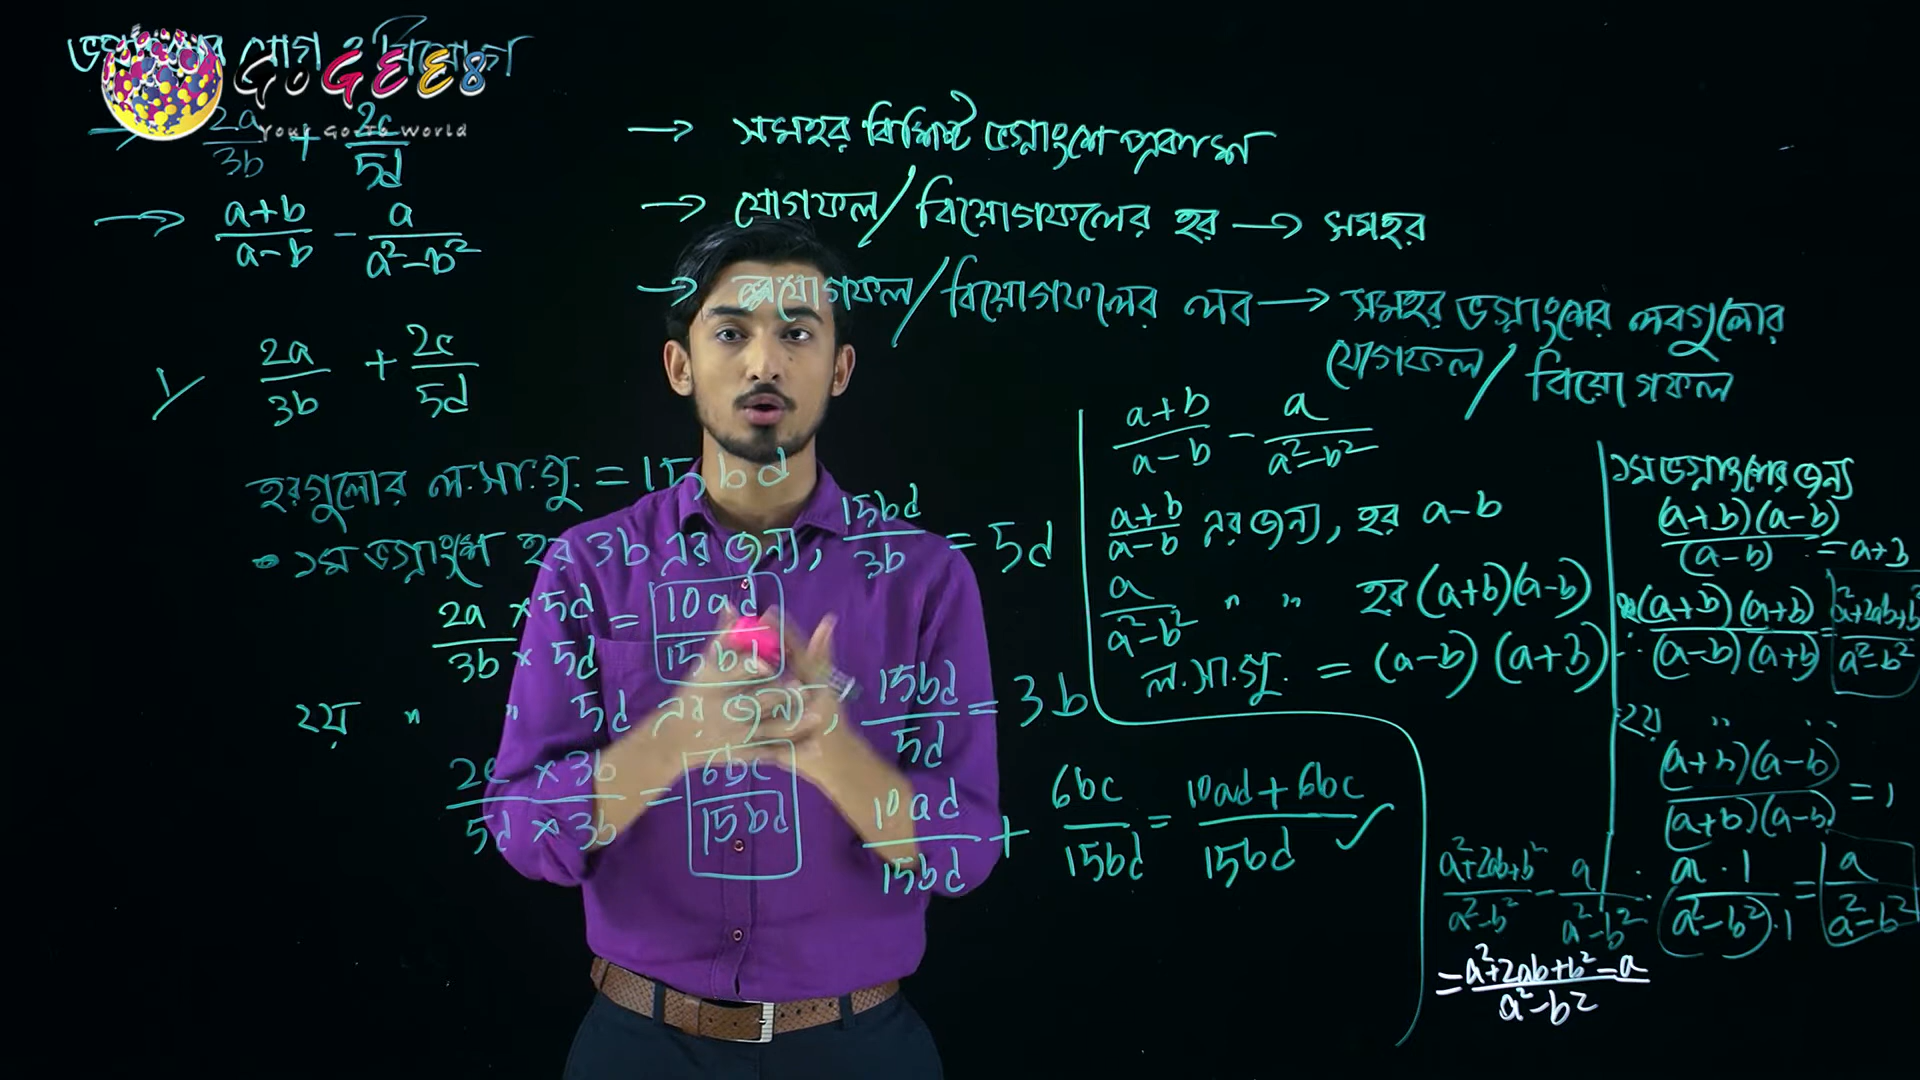 ভগ্নাংশের যোগ ও বিয়োগ
GoGEE8
Your Go-To World
→ 2a/3b + 2c/5d
→ (a+b)/(a-b) - a/(a²-b²)
→ সমহর বিশিষ্ট ভগ্নাংশে প্রকাশ
→ যোগফল/বিয়োগফলের হর → সমহর
→ যোগফল/বিয়োগফলের লব → সমহর ভগ্নাংশের লবগুলোর
যোগফল/বিয়োগফল
১/ 2a/3b + 2c/5d
হরগুলোর ল.সা.গু. = 15bd
• ১ম ভগ্নাংশে হর 3b এর জন্য, 15bd/3b = 5d
(2a × 5d)/(3b × 5d) = 10ad/15bd
২য় " " 5d এর জন্য, 15bd/5d = 3b
(2c × 3b)/(5d × 3b) = 6bc/15bd
10ad/15bd + 6bc/15bd = (10ad + 6bc)/15bd ✓
(a+b)/(a-b) - a/(a²-b²)
(a+b)/(a-b) এর জন্য, হর a-b
a/(a²-b²) " " হর (a+b)(a-b)
ল.সা.গু. = (a-b)(a+b)
১ম ভগ্নাংশের জন্য
(a+b)(a-b)/(a-b) = a+b
∴ (a+b)(a+b)/(a-b)(a+b) = (a²+2ab+b²)/(a²-b²)
২য় " "
(a+b)(a-b)/(a+b)(a-b) = 1
∴ (a·1)/((a²-b²)·1) = a/(a²-b²)
(a²+2ab+b²)/(a²-b²) - a/(a²-b²)
= (a²+2ab+b²-a)/(a²-b²)